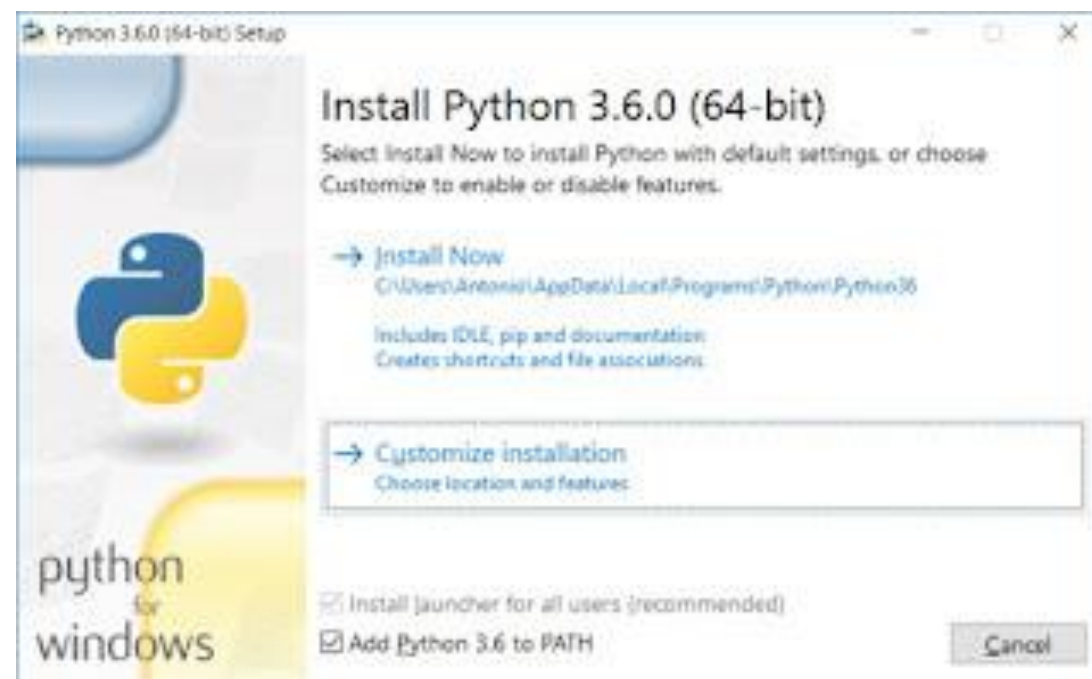 Python 3.6.0 (64-bit) Setup
Install Python 3.6.0 (64-bit)
Select Install Now to install Python with default settings, or choose
Customize to enable or disable features.
Install Now
C:\Users\Antonio\AppData\Local\Programs\Python\Python36
Includes IDLE, pip and documentation
Creates shortcuts and file associations
Customize installation
Choose location and features
Install launcher for all users (recommended)
Add Python 3.6 to PATH
Cancel
python
for
windows